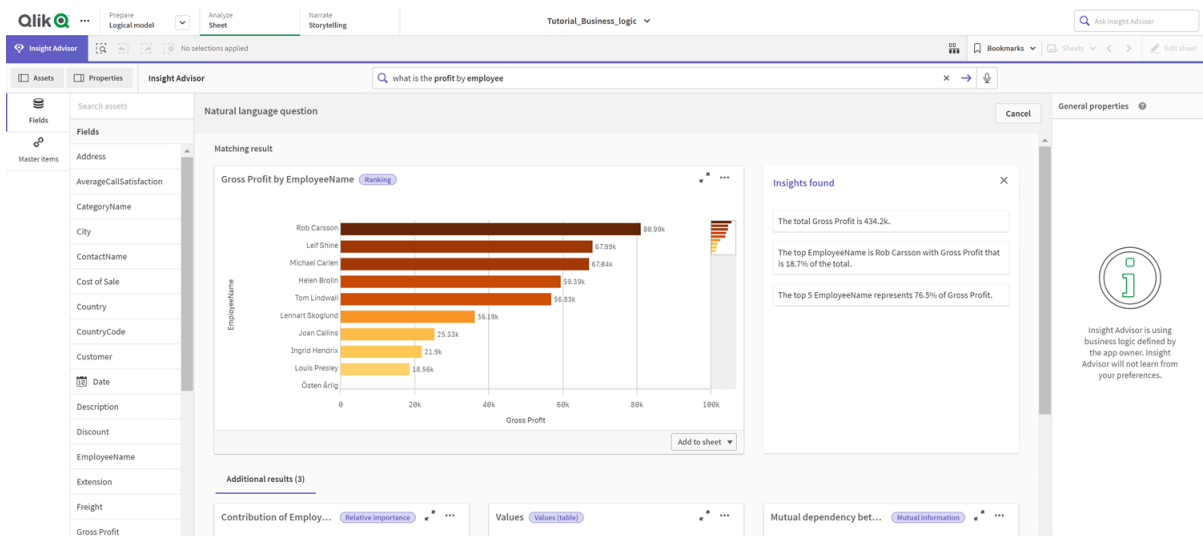 Qlik
Prepare
Logical model
Analyze
Sheet
Narrate
Storytelling
Tutorial_Business_logic
Ask Insight Advisor
Insight Advisor
No selections applied
Bookmarks
Sheets
Edit sheet
Assets
Properties
Insight Advisor
what is the profit by employee
Fields
Master items
Search assets
Fields
Address
AverageCallSatisfaction
CategoryName
City
ContactName
Cost of Sale
Country
CountryCode
Customer
Date
Description
Discount
EmployeeName
Extension
Freight
Gross Profit
Natural language question
Cancel
Matching result
Gross Profit by EmployeeName
Ranking
EmployeeName
Rob Carsson 80.99k
Leif Shine 67.99k
Michael Carlen 67.04k
Helen Brolin 59.39k
Tom Lindwall 56.83k
Lennart Skoglund 36.19k
Joan Callins 25.33k
Ingrid Hendrix 21.9k
Louis Presley 18.56k
Östen Ärlig
0 20k 40k 60k 80k 100k
Gross Profit
Add to sheet
Insights found
The total Gross Profit is 434.2k.
The top EmployeeName is Rob Carsson with Gross Profit that
is 18.7% of the total.
The top 5 EmployeeName represents 76.5% of Gross Profit.
Additional results (3)
Contribution of Employ...
Relative importance
Values
Values (table)
Mutual dependency bet...
Mutual information
General properties
Insight Advisor is using
business logic defined by
the app owner. Insight
Advisor will not learn from
your preferences.